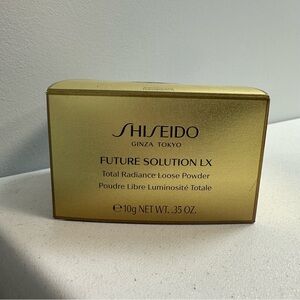 SHISEIDO
GINZA TOKYO
FUTURE SOLUTION LX
Total Radiance Loose Powder
Poudre Libre Luminosité Totale
℮10g NET WT. .35 OZ.